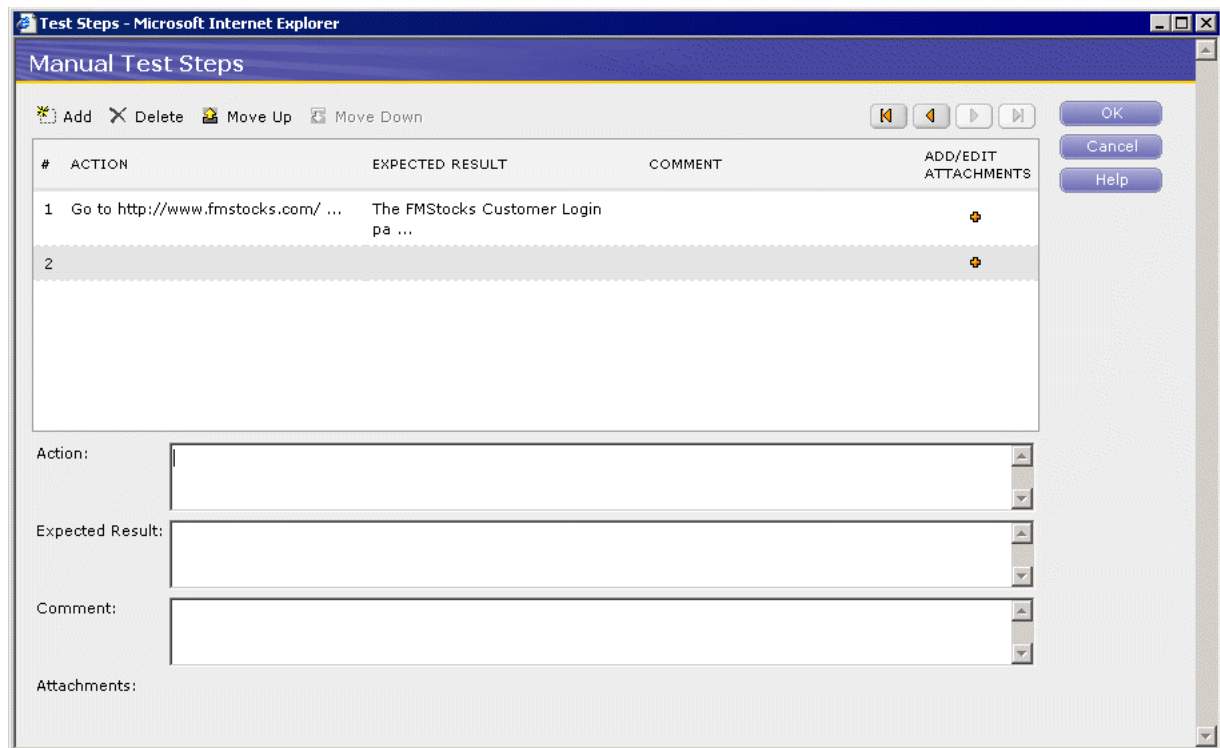 Test Steps - Microsoft Internet Explorer
Manual Test Steps
Add Delete Move Up Move Down
OK
Cancel
Help
# ACTION EXPECTED RESULT COMMENT ADD/EDIT
ATTACHMENTS
1 Go to http://www.fmstocks.com/ ... The FMStocks Customer Login
pa ...
2
Action:
Expected Result:
Comment:
Attachments: